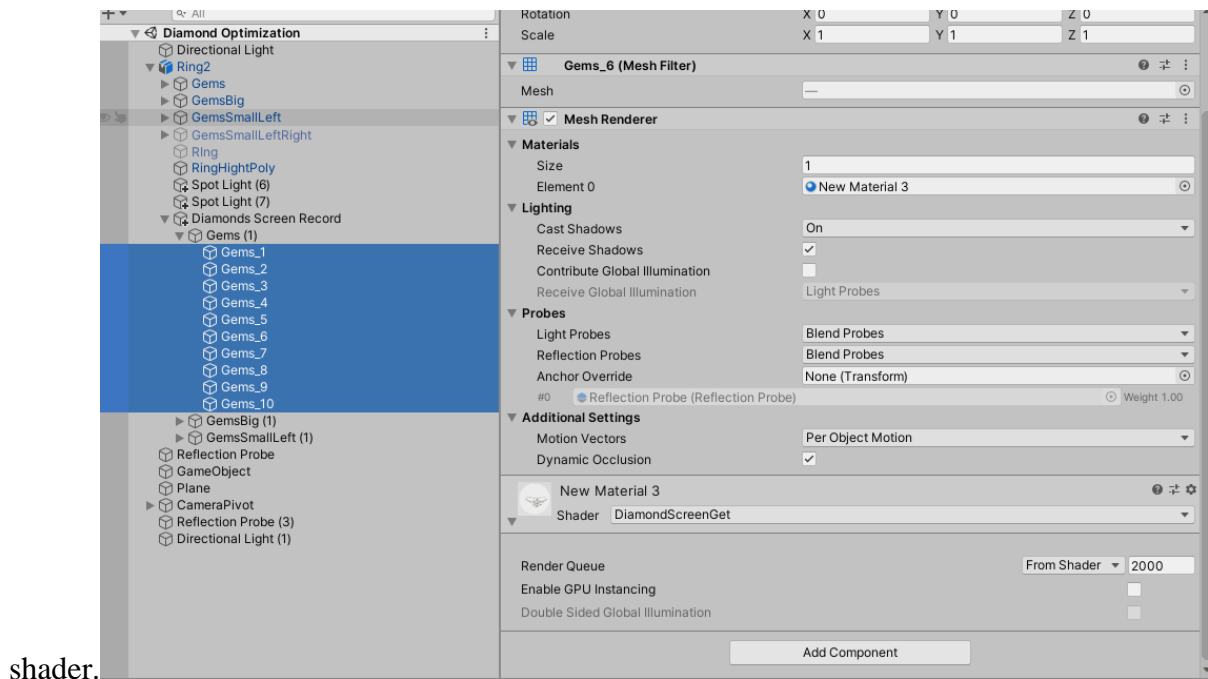 All
Diamond Optimization
Directional Light
Ring2
Gems
GemsBig
GemsSmallLeft
GemsSmallLeftRight
RIng
RingHightPoly
Spot Light (6)
Spot Light (7)
Diamonds Screen Record
Gems (1)
Gems_1
Gems_2
Gems_3
Gems_4
Gems_5
Gems_6
Gems_7
Gems_8
Gems_9
Gems_10
GemsBig (1)
GemsSmallLeft (1)
Reflection Probe
GameObject
Plane
CameraPivot
Reflection Probe (3)
Directional Light (1)
Rotation X 0 Y 0 Z 0
Scale X 1 Y 1 Z 1
Gems_6 (Mesh Filter)
Mesh —
Mesh Renderer
Materials
Size 1
Element 0 New Material 3
Lighting
Cast Shadows On
Receive Shadows
Contribute Global Illumination
Receive Global Illumination Light Probes
Probes
Light Probes Blend Probes
Reflection Probes Blend Probes
Anchor Override None (Transform)
#0 Reflection Probe (Reflection Probe) Weight 1.00
Additional Settings
Motion Vectors Per Object Motion
Dynamic Occlusion
New Material 3
Shader DiamondScreenGet
Render Queue From Shader 2000
Enable GPU Instancing
Double Sided Global Illumination
Add Component
shader.